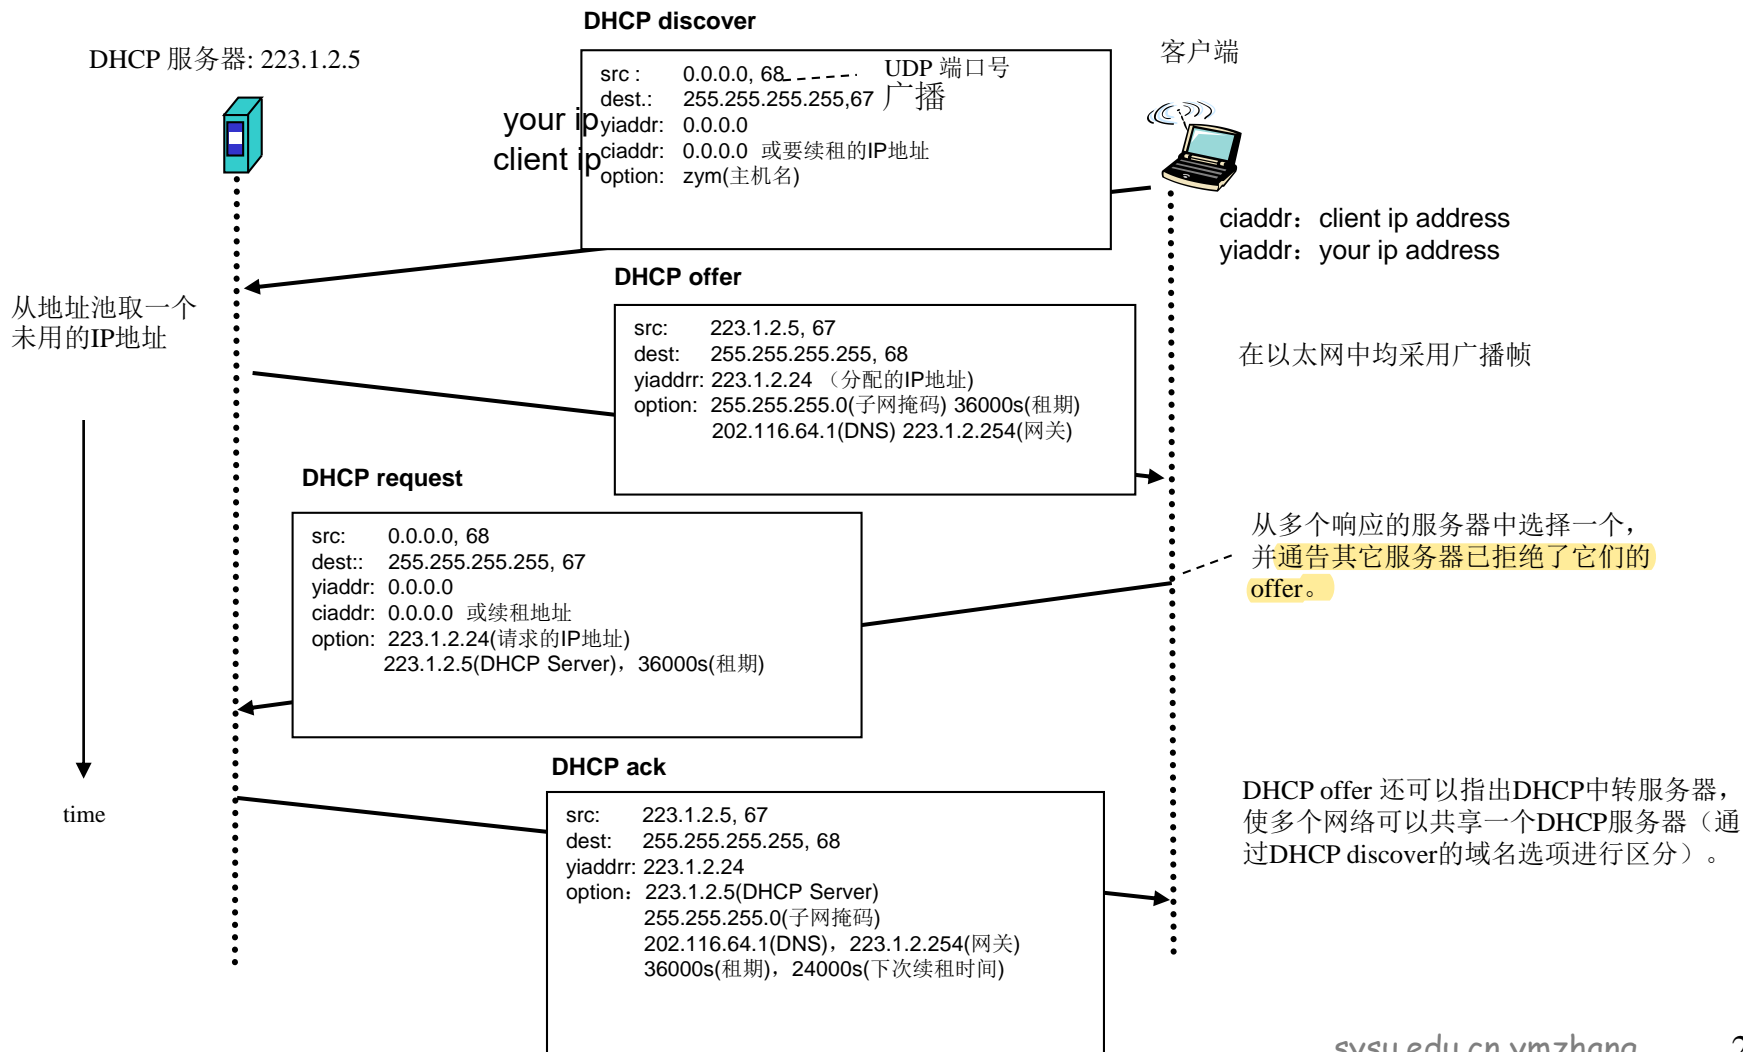 DHCP discover
DHCP 服务器: 223.1.2.5
客户端
src : 0.0.0.0, 68 UDP 端口号
dest.: 255.255.255.255,67 广播
your ip
yiaddr: 0.0.0.0
client ip
ciaddr: 0.0.0.0 或要续租的IP地址
option: zym(主机名)
ciaddr：client ip address
yiaddr：your ip address
DHCP offer
从地址池取一个
未用的IP地址
src: 223.1.2.5, 67
dest: 255.255.255.255, 68
yiaddrr: 223.1.2.24 （分配的IP地址)
option: 255.255.255.0(子网掩码) 36000s(租期)
202.116.64.1(DNS) 223.1.2.254(网关)
在以太网中均采用广播帧
DHCP request
src: 0.0.0.0, 68
dest:: 255.255.255.255, 67
yiaddr: 0.0.0.0
ciaddr: 0.0.0.0 或续租地址
option: 223.1.2.24(请求的IP地址)
223.1.2.5(DHCP Server)，36000s(租期)
从多个响应的服务器中选择一个，
并通告其它服务器已拒绝了它们的
offer。
DHCP ack
time
src: 223.1.2.5, 67
dest: 255.255.255.255, 68
yiaddrr: 223.1.2.24
option：223.1.2.5(DHCP Server)
255.255.255.0(子网掩码)
202.116.64.1(DNS)，223.1.2.254(网关)
36000s(租期)，24000s(下次续租时间)
DHCP offer 还可以指出DHCP中转服务器，
使多个网络可以共享一个DHCP服务器（通
过DHCP discover的域名选项进行区分）。